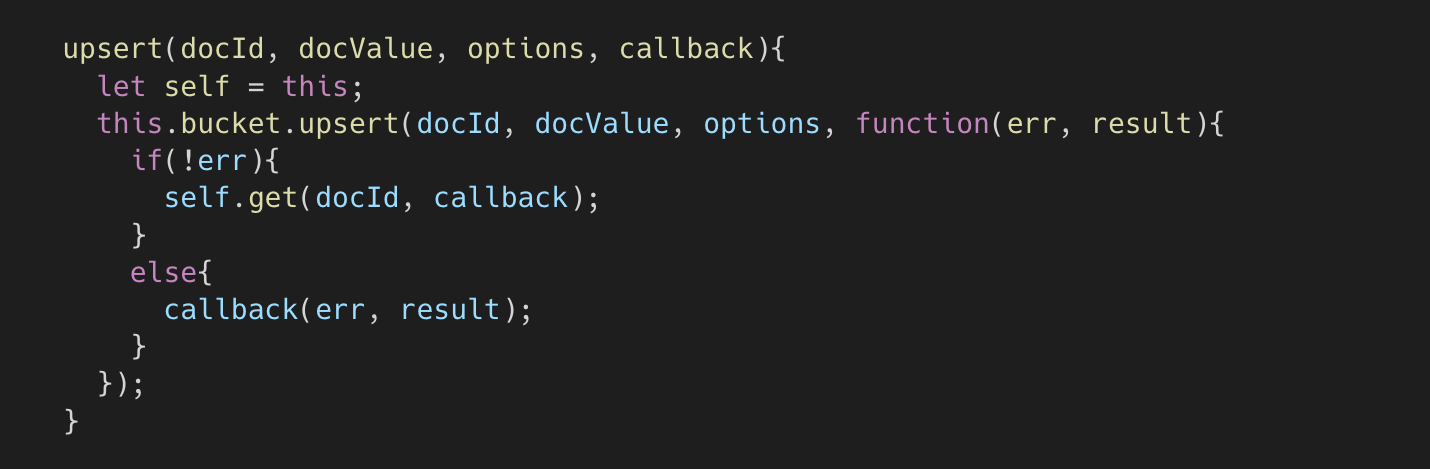 upsert(docId, docValue, options, callback){
  let self = this;
  this.bucket.upsert(docId, docValue, options, function(err, result){
    if(!err){
      self.get(docId, callback);
    }
    else{
      callback(err, result);
    }
  });
}